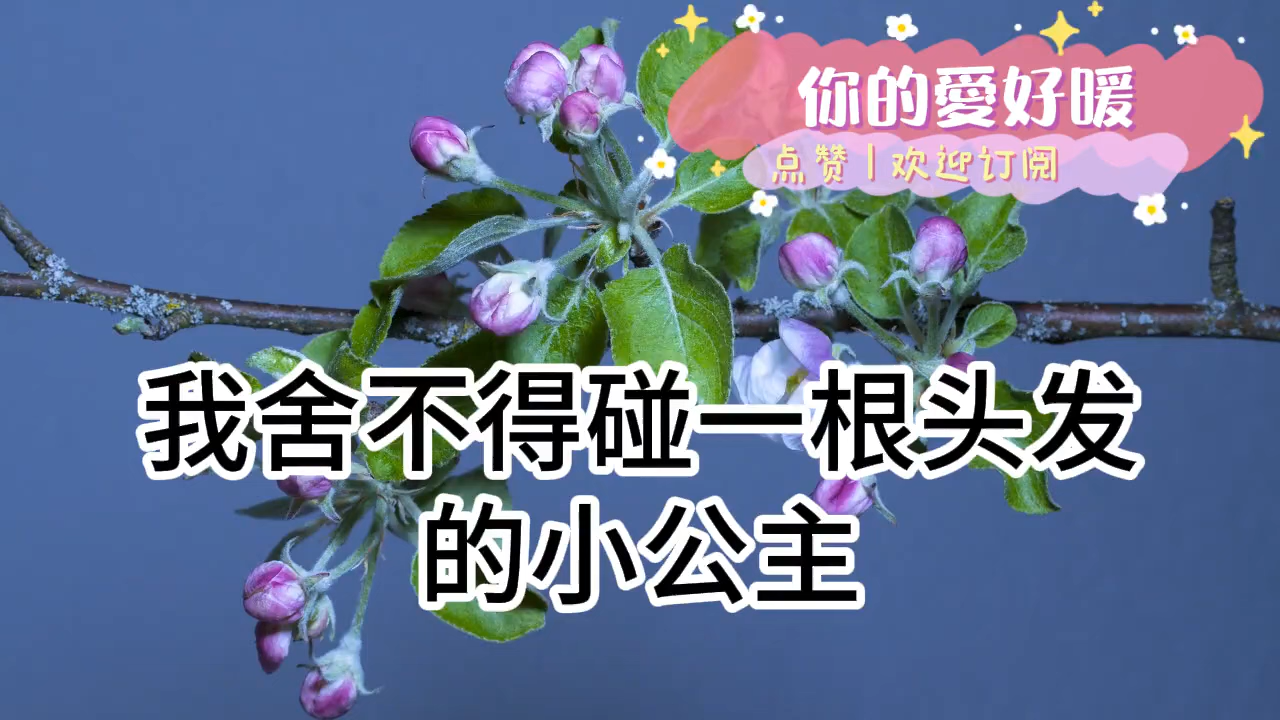 你的愛好暖
点赞 | 欢迎订阅
我舍不得碰一根头发
的小公主